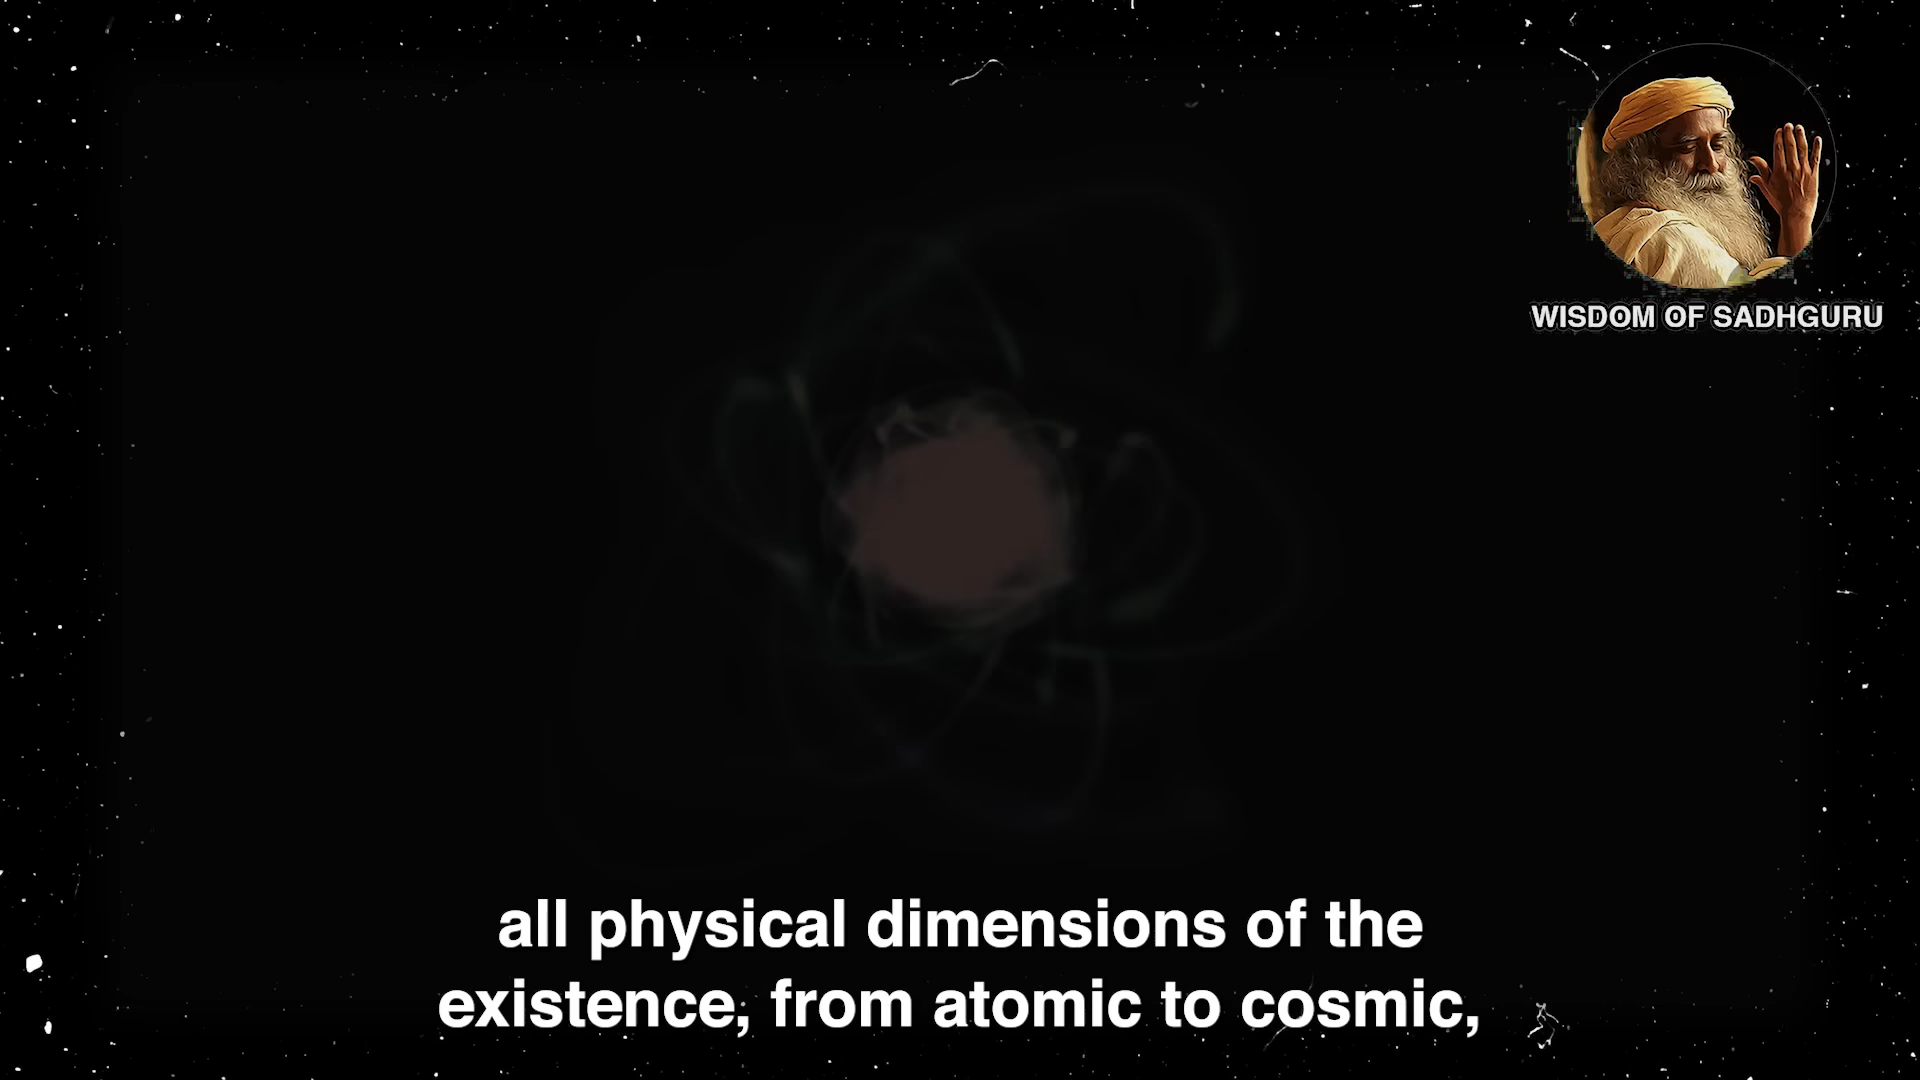 WISDOM OF SADHGURU
all physical dimensions of the
existence, from atomic to cosmic,